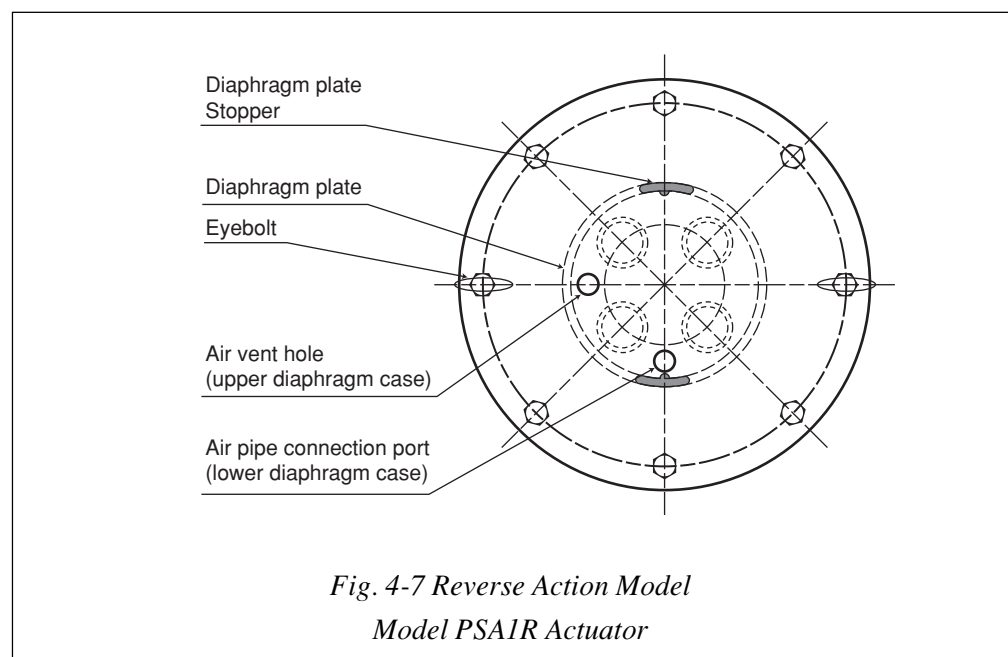 Diaphragm plate
Stopper
Diaphragm plate
Eyebolt
Air vent hole
(upper diaphragm case)
Air pipe connection port
(lower diaphragm case)
Fig. 4-7 Reverse Action Model
Model PSA1R Actuator